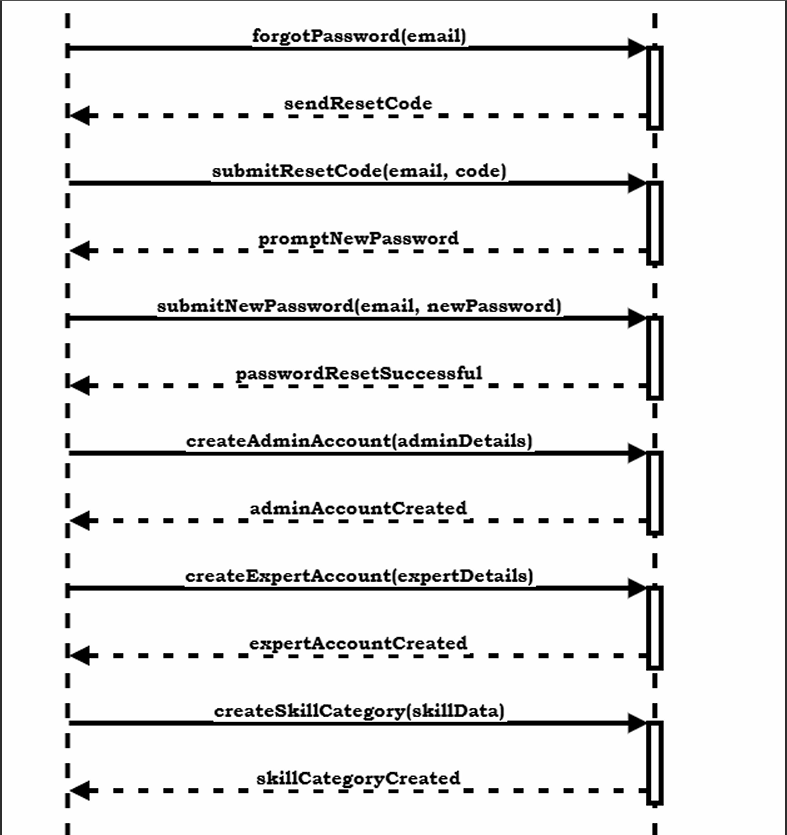 forgotPassword(email)
sendResetCode
submitResetCode(email, code)
promptNewPassword
submitNewPassword(email, newPassword)
passwordResetSuccessful
createAdminAccount(adminDetails)
adminAccountCreated
createExpertAccount(expertDetails)
expertAccountCreated
createSkillCategory(skillData)
skillCategoryCreated